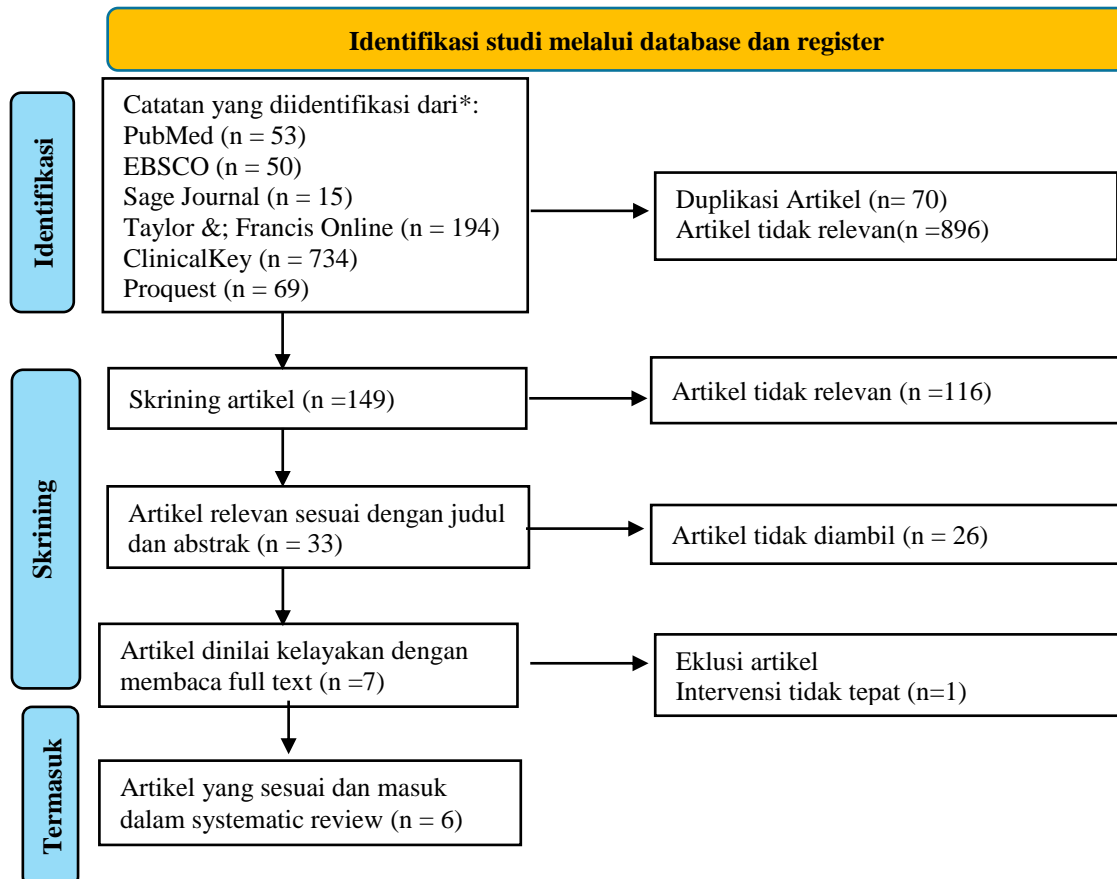 Identifikasi studi melalui database dan register
Identifikasi
Catatan yang diidentifikasi dari*:
PubMed (n = 53)
EBSCO (n = 50)
Sage Journal (n = 15)
Taylor &; Francis Online (n = 194)
ClinicalKey (n = 734)
Proquest (n = 69)
Duplikasi Artikel (n= 70)
Artikel tidak relevan(n =896)
Skrining
Skrining artikel (n =149)
Artikel tidak relevan (n =116)
Artikel relevan sesuai dengan judul
dan abstrak (n = 33)
Artikel tidak diambil (n = 26)
Artikel dinilai kelayakan dengan
membaca full text (n =7)
Eklusi artikel
Intervensi tidak tepat (n=1)
Termasuk
Artikel yang sesuai dan masuk
dalam systematic review (n = 6)